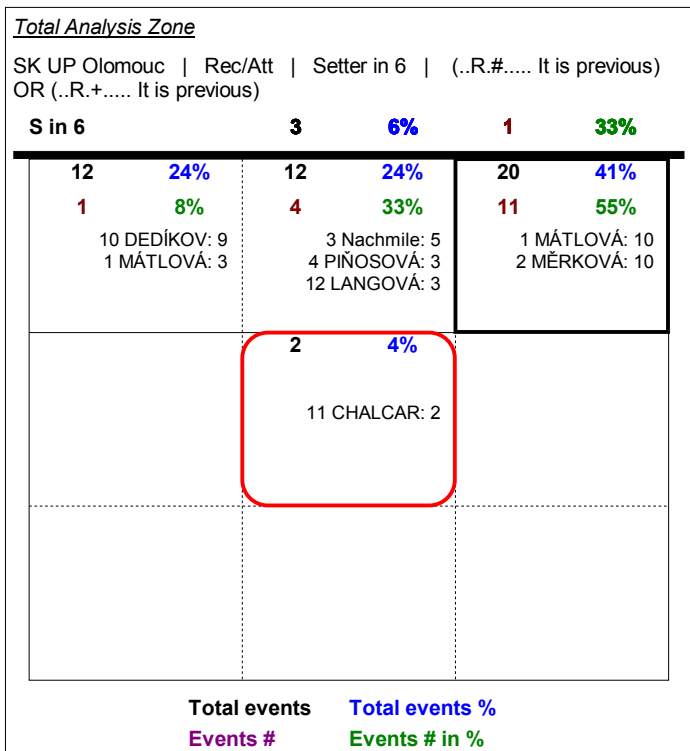 Total Analysis Zone
SK UP Olomouc | Rec/Att | Setter in 6 | (..R.#..... It is previous)
OR (..R.+..... It is previous)
S in 6 3 6% 1 33%
12 24% 12 24% 20 41%
1 8% 4 33% 11 55%
10 DEDÍKOV: 9 3 Nachmile: 5 1 MÁTLOVÁ: 10
1 MÁTLOVÁ: 3 4 PIŇOSOVÁ: 3 2 MĚRKOVÁ: 10
12 LANGOVÁ: 3
2 4%
11 CHALCAR: 2
Total events Total events %
Events # Events # in %